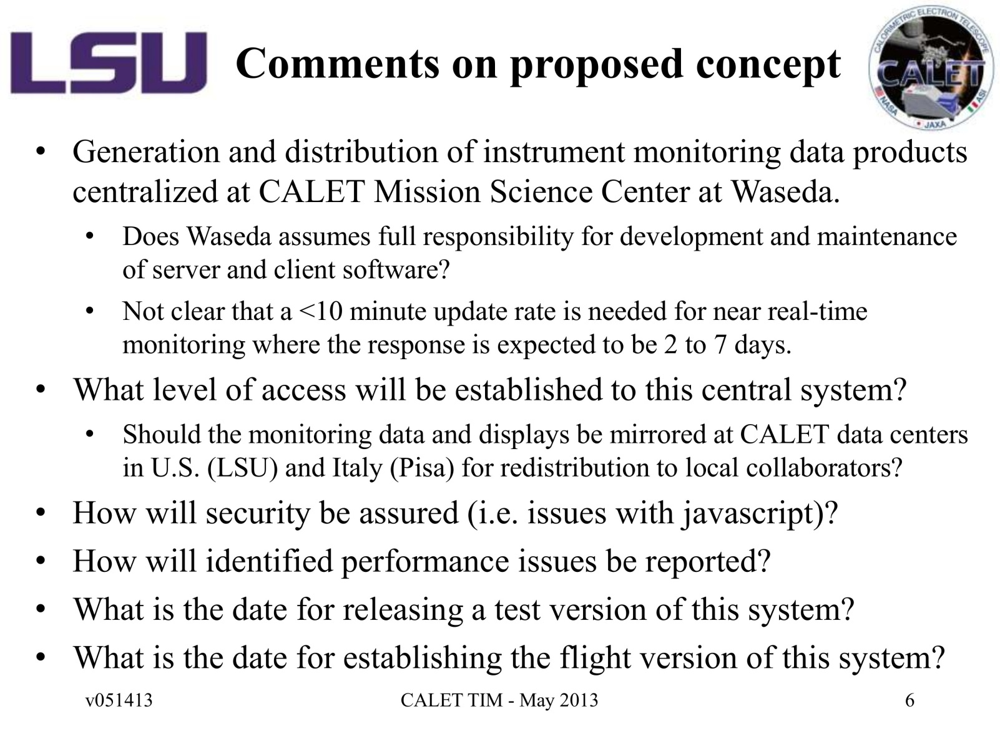 LSU
Comments on proposed concept
CALORIMETRIC ELECTRON TELESCOPE
CALET
NASA
JAXA
ASI
• Generation and distribution of instrument monitoring data products
centralized at CALET Mission Science Center at Waseda.
• Does Waseda assumes full responsibility for development and maintenance
of server and client software?
• Not clear that a <10 minute update rate is needed for near real-time
monitoring where the response is expected to be 2 to 7 days.
• What level of access will be established to this central system?
• Should the monitoring data and displays be mirrored at CALET data centers
in U.S. (LSU) and Italy (Pisa) for redistribution to local collaborators?
• How will security be assured (i.e. issues with javascript)?
• How will identified performance issues be reported?
• What is the date for releasing a test version of this system?
• What is the date for establishing the flight version of this system?
v051413
CALET TIM - May 2013
6